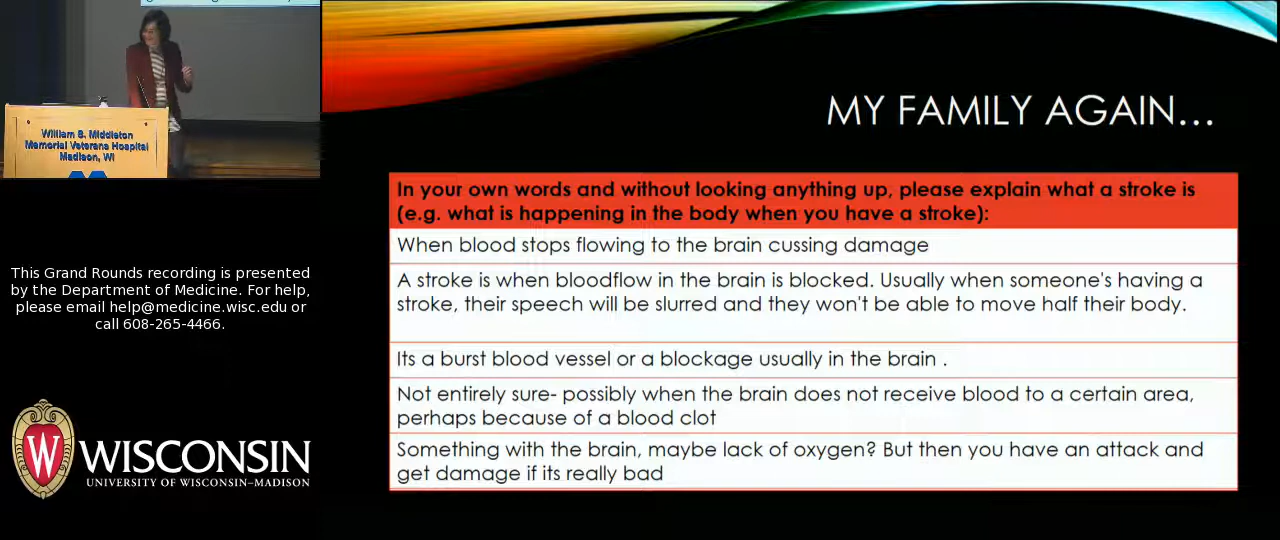 William S. Middleton
Memorial Veterans Hospital
Madison, WI
This Grand Rounds recording is presented
by the Department of Medicine. For help,
please email help@medicine.wisc.edu or
call 608-265-4466.
W
WISCONSIN
UNIVERSITY OF WISCONSIN–MADISON
MY FAMILY AGAIN…
In your own words and without looking anything up, please explain what a stroke is
(e.g. what is happening in the body when you have a stroke):
When blood stops flowing to the brain cussing damage
A stroke is when bloodflow in the brain is blocked. Usually when someone's having a
stroke, their speech will be slurred and they won't be able to move half their body.
Its a burst blood vessel or a blockage usually in the brain .
Not entirely sure- possibly when the brain does not receive blood to a certain area,
perhaps because of a blood clot
Something with the brain, maybe lack of oxygen? But then you have an attack and
get damage if its really bad